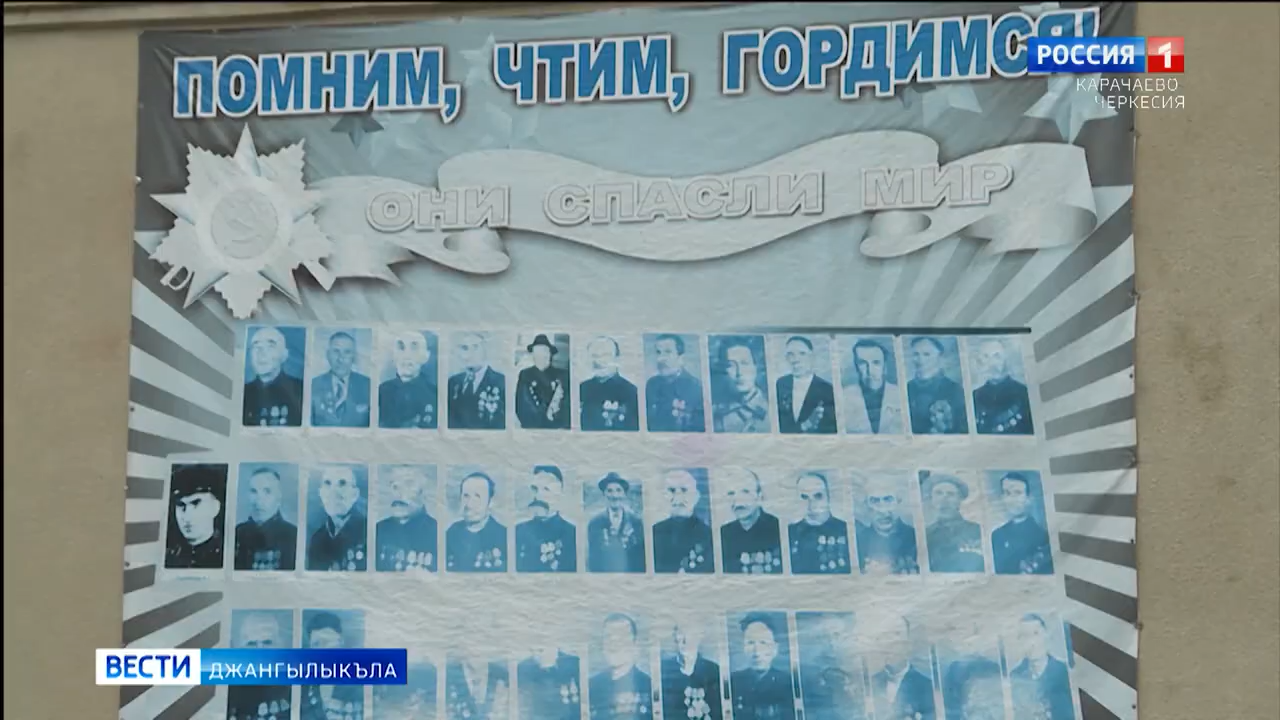 ПОМНИМ, ЧТИМ, ГОРДИМСЯ!
РОССИЯ 1
КАРАЧАЕВО-
ЧЕРКЕСИЯ
ОНИ СПАСЛИ МИР
ВЕСТИ ДЖАНГЫЛЫКЪЛА